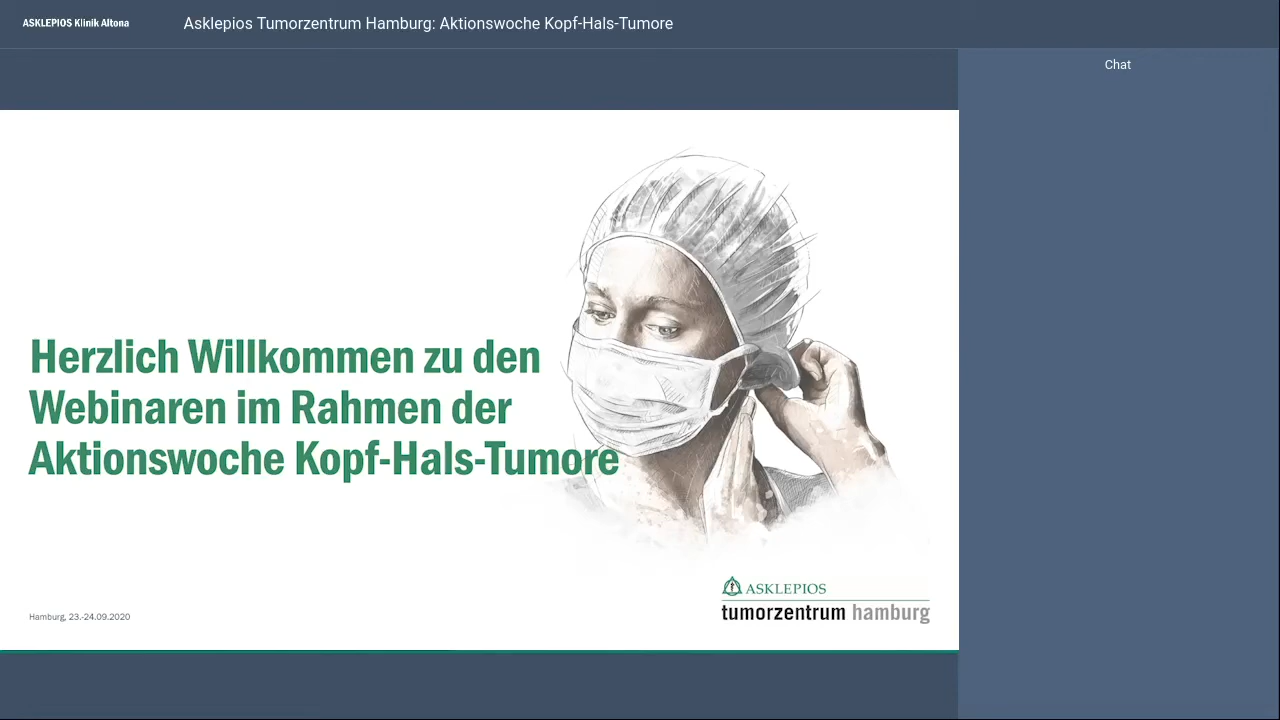 ASKLEPIOS Klinik Altona
Asklepios Tumorzentrum Hamburg: Aktionswoche Kopf-Hals-Tumore
Chat
Herzlich Willkommen zu den
Webinaren im Rahmen der
Aktionswoche Kopf-Hals-Tumore
ASKLEPIOS
tumorzentrum hamburg
Hamburg, 23.-24.09.2020